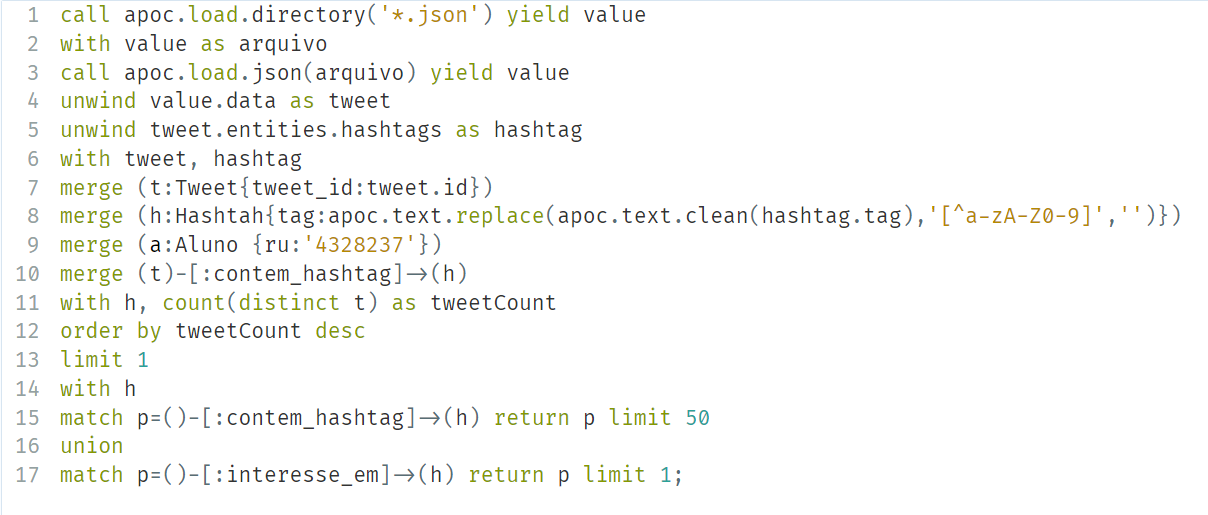 1 call apoc.load.directory('*.json') yield value
2 with value as arquivo
3 call apoc.load.json(arquivo) yield value
4 unwind value.data as tweet
5 unwind tweet.entities.hashtags as hashtag
6 with tweet, hashtag
7 merge (t:Tweet{tweet_id:tweet.id})
8 merge (h:Hashtah{tag:apoc.text.replace(apoc.text.clean(hashtag.tag),'[^a-zA-Z0-9]','')})
9 merge (a:Aluno {ru:'4328237'})
10 merge (t)-[:contem_hashtag]→(h)
11 with h, count(distinct t) as tweetCount
12 order by tweetCount desc
13 limit 1
14 with h
15 match p=()-[:contem_hashtag]→(h) return p limit 50
16 union
17 match p=()-[:interesse_em]→(h) return p limit 1;